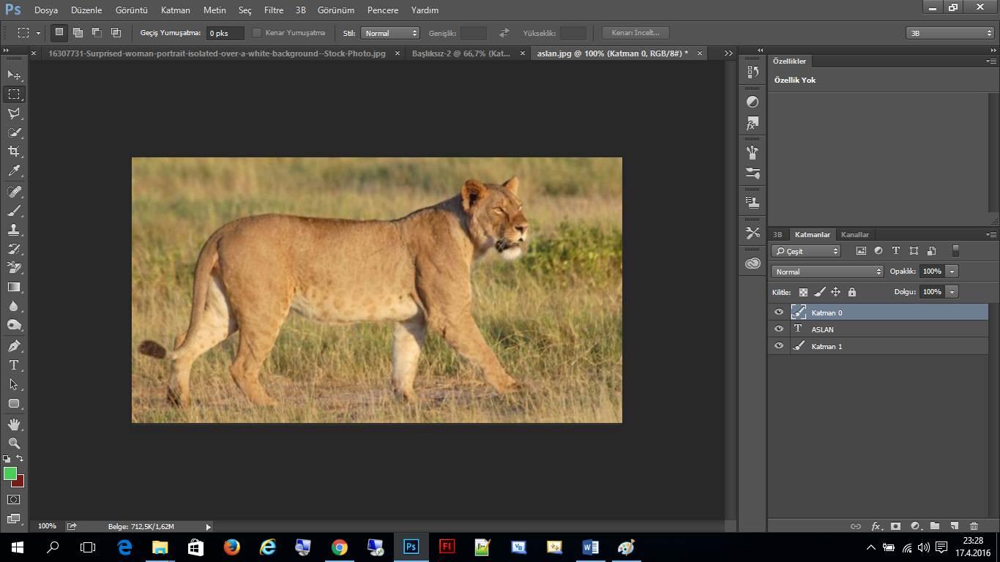 Ps Dosya Düzenle Görüntü Katman Metin Seç Filtre 3B Görünüm Pencere Yardım
Geçiş Yumuşatma: 0 pks Kenar Yumuşatma Stil: Normal Genişlik: Yükseklik: Kenarı İncelt... 3B
16307731-Surprised-woman-portrait-isolated-over-a-white-background--Stock-Photo.jpg × Başlıksız-2 @ 66,7% (Kat... × aslan.jpg @ 100% (Katman 0, RGB/8#) * ×
Özellikler
Özellik Yok
3B Katmanlar Kanallar
Çeşit
Normal Opaklık: 100%
Kilitle: Dolgu: 100%
Katman 0
T ASLAN
Katman 1
100% Belge: 712,5K/1,62M
Ps Fl VB W
23:28
17.4.2016